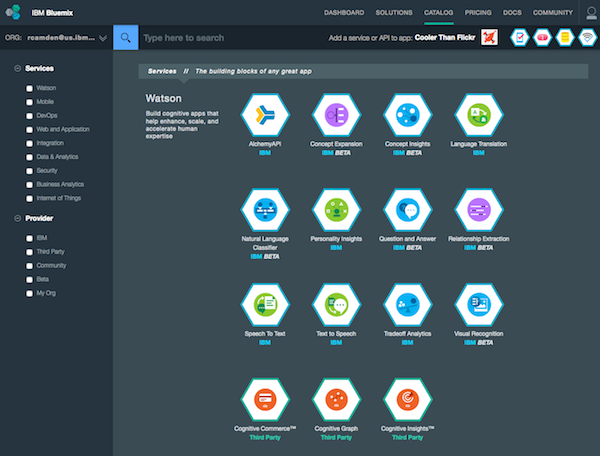 IBM Bluemix
DASHBOARD SOLUTIONS CATALOG PRICING DOCS COMMUNITY
ORG: roamden@us.ibm... Type here to search Add a service or API to app: Cooler Than Flickr
Services
Watson
Mobile
DevOps
Web and Application
Integration
Data & Analytics
Security
Business Analytics
Internet of Things
Provider
IBM
Third Party
Community
Beta
My Org
Services // The building blocks of any great app
Watson
Build cognitive apps that
help enhance, scale, and
accelerate human
expertise
AlchemyAPI
IBM
Concept Expansion
IBM BETA
Concept Insights
IBM BETA
Language Translation
IBM
Natural Language
Classifier
IBM BETA
Personality Insights
IBM
Question and Answer
IBM BETA
Relationship Extraction
IBM BETA
Speech To Text
IBM
Text to Speech
IBM
Tradeoff Analytics
IBM
Visual Recognition
IBM BETA
Cognitive Commerce™
Third Party
Cognitive Graph
Third Party
Cognitive Insights™
Third Party